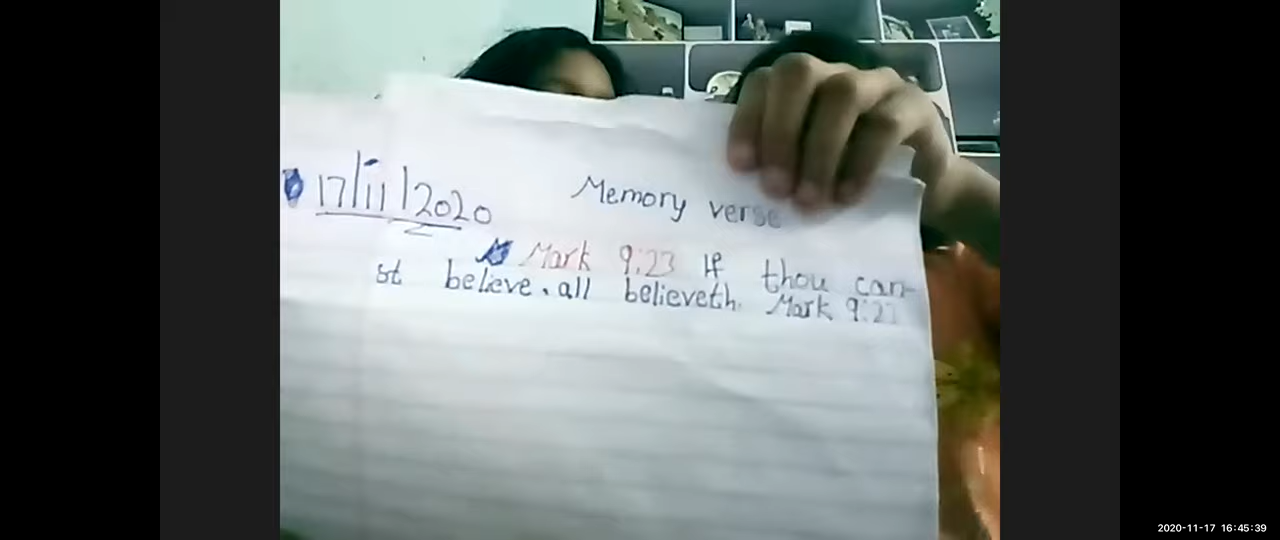 17/11/2020
Memory verse
Mark 9:23 If thou can-
st believe, all believeth. Mark 9:23
2020-11-17 16:45:39